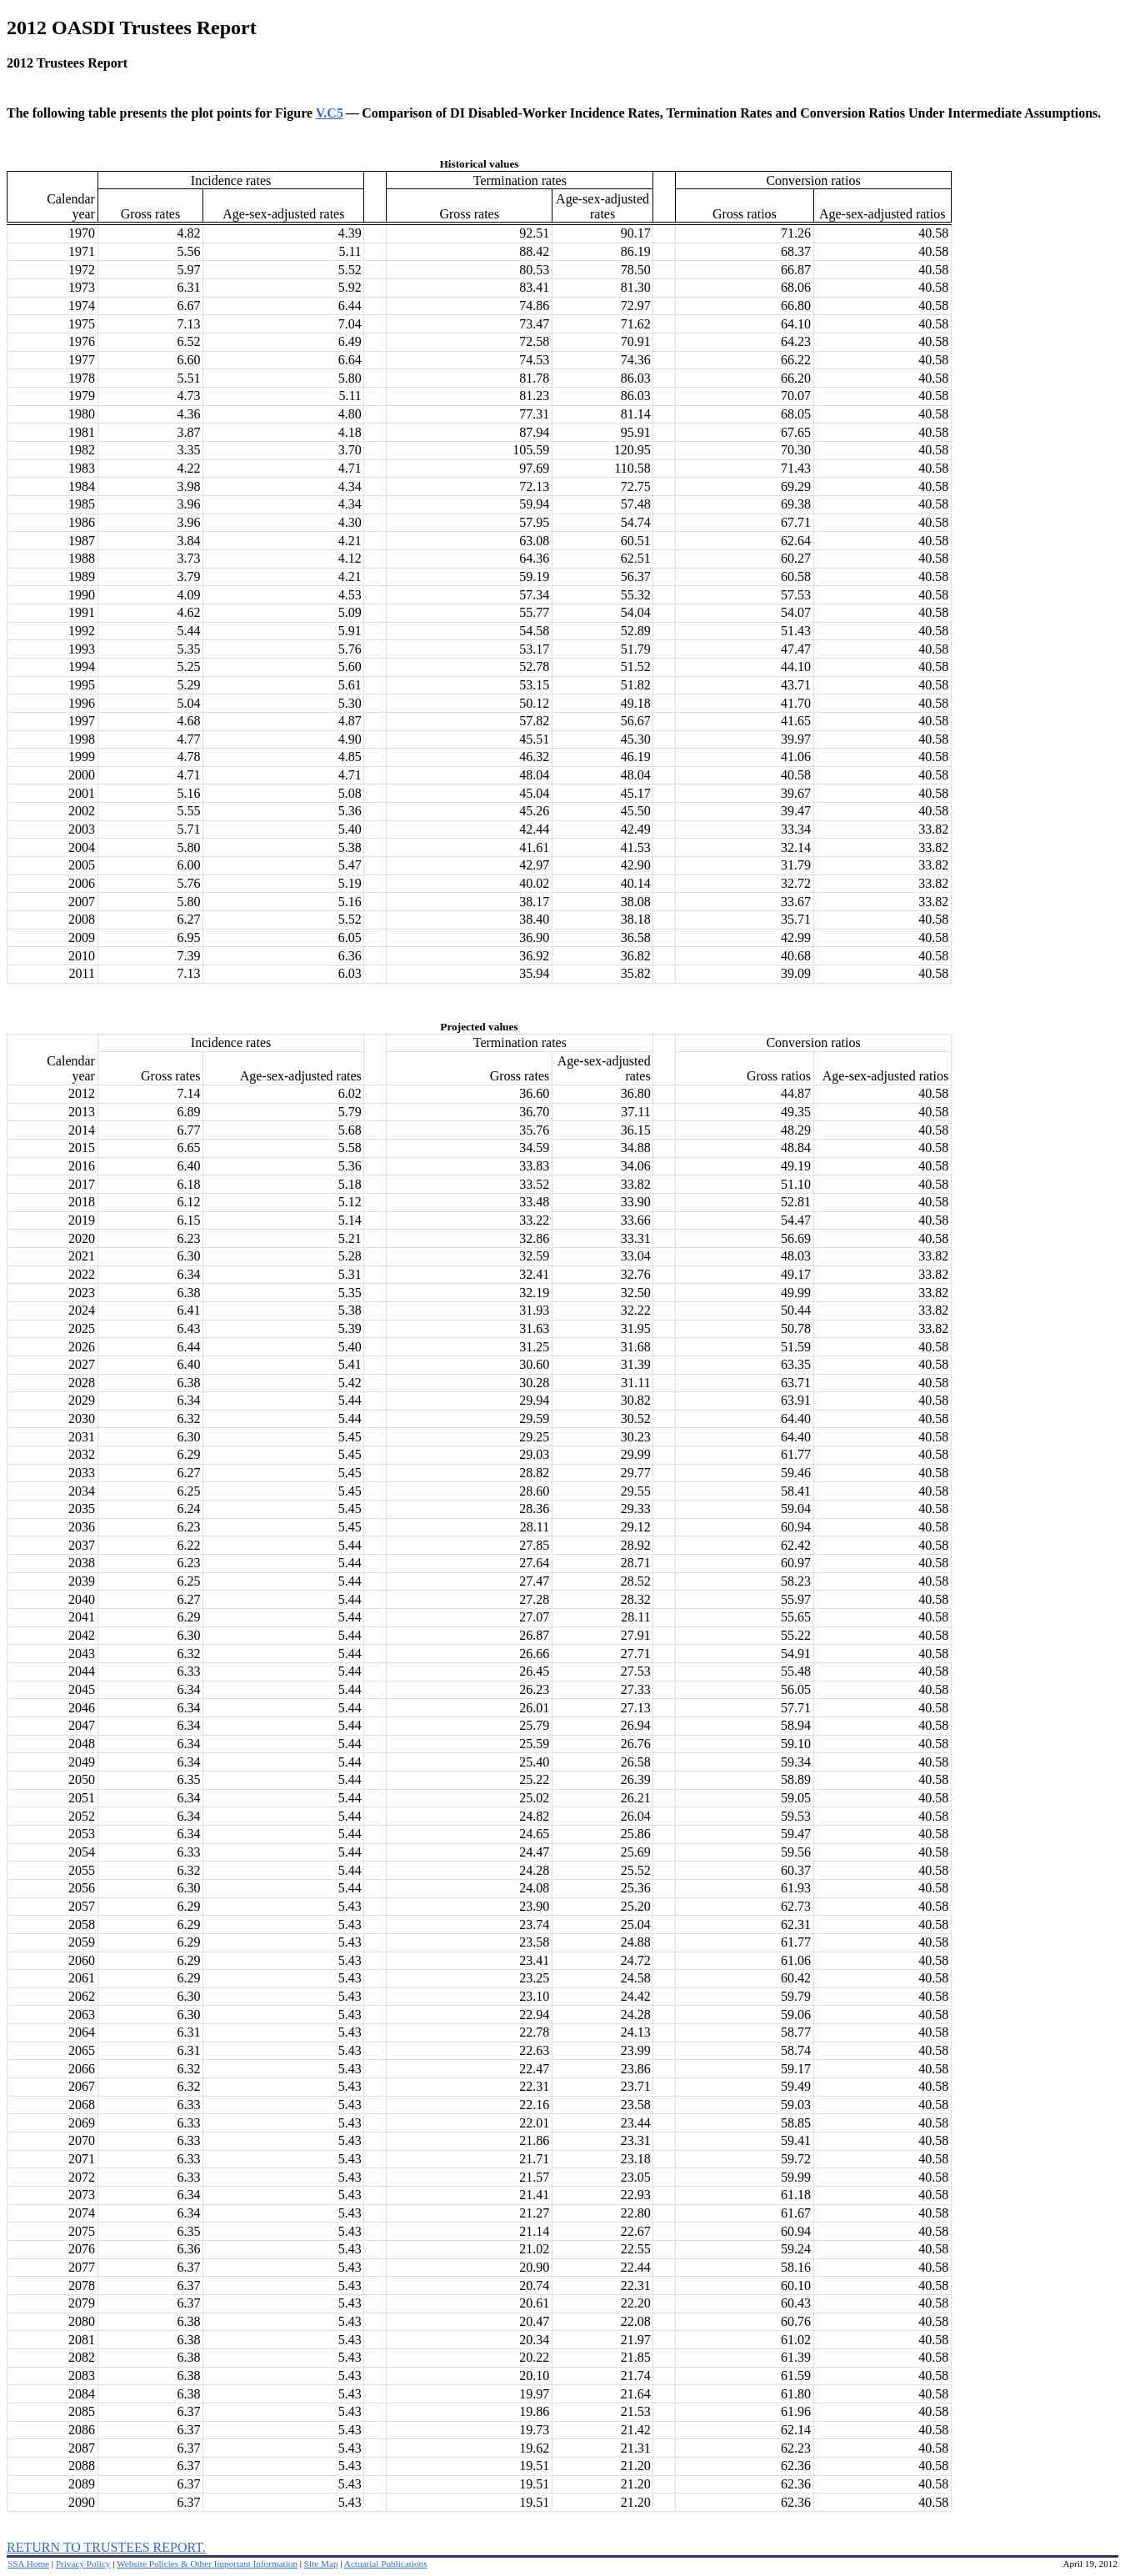 2012 OASDI Trustees Report
2012 Trustees Report
The following table presents the plot points for Figure V.C5 — Comparison of DI Disabled-Worker Incidence Rates, Termination Rates and Conversion Ratios Under Intermediate Assumptions.
Historical values
Calendar year Incidence rates Termination rates Conversion ratios
Gross rates Age-sex-adjusted rates Gross rates Age-sex-adjusted rates Gross ratios Age-sex-adjusted ratios
1970 4.82 4.39 92.51 90.17 71.26 40.58
1971 5.56 5.11 88.42 86.19 68.37 40.58
1972 5.97 5.52 80.53 78.50 66.87 40.58
1973 6.31 5.92 83.41 81.30 68.06 40.58
1974 6.67 6.44 74.86 72.97 66.80 40.58
1975 7.13 7.04 73.47 71.62 64.10 40.58
1976 6.52 6.49 72.58 70.91 64.23 40.58
1977 6.60 6.64 74.53 74.36 66.22 40.58
1978 5.51 5.80 81.78 86.03 66.20 40.58
1979 4.73 5.11 81.23 86.03 70.07 40.58
1980 4.36 4.80 77.31 81.14 68.05 40.58
1981 3.87 4.18 87.94 95.91 67.65 40.58
1982 3.35 3.70 105.59 120.95 70.30 40.58
1983 4.22 4.71 97.69 110.58 71.43 40.58
1984 3.98 4.34 72.13 72.75 69.29 40.58
1985 3.96 4.34 59.94 57.48 69.38 40.58
1986 3.96 4.30 57.95 54.74 67.71 40.58
1987 3.84 4.21 63.08 60.51 62.64 40.58
1988 3.73 4.12 64.36 62.51 60.27 40.58
1989 3.79 4.21 59.19 56.37 60.58 40.58
1990 4.09 4.53 57.34 55.32 57.53 40.58
1991 4.62 5.09 55.77 54.04 54.07 40.58
1992 5.44 5.91 54.58 52.89 51.43 40.58
1993 5.35 5.76 53.17 51.79 47.47 40.58
1994 5.25 5.60 52.78 51.52 44.10 40.58
1995 5.29 5.61 53.15 51.82 43.71 40.58
1996 5.04 5.30 50.12 49.18 41.70 40.58
1997 4.68 4.87 57.82 56.67 41.65 40.58
1998 4.77 4.90 45.51 45.30 39.97 40.58
1999 4.78 4.85 46.32 46.19 41.06 40.58
2000 4.71 4.71 48.04 48.04 40.58 40.58
2001 5.16 5.08 45.04 45.17 39.67 40.58
2002 5.55 5.36 45.26 45.50 39.47 40.58
2003 5.71 5.40 42.44 42.49 33.34 33.82
2004 5.80 5.38 41.61 41.53 32.14 33.82
2005 6.00 5.47 42.97 42.90 31.79 33.82
2006 5.76 5.19 40.02 40.14 32.72 33.82
2007 5.80 5.16 38.17 38.08 33.67 33.82
2008 6.27 5.52 38.40 38.18 35.71 40.58
2009 6.95 6.05 36.90 36.58 42.99 40.58
2010 7.39 6.36 36.92 36.82 40.68 40.58
2011 7.13 6.03 35.94 35.82 39.09 40.58
Projected values
Calendar year Incidence rates Termination rates Conversion ratios
Gross rates Age-sex-adjusted rates Gross rates Age-sex-adjusted rates Gross ratios Age-sex-adjusted ratios
2012 7.14 6.02 36.60 36.80 44.87 40.58
2013 6.89 5.79 36.70 37.11 49.35 40.58
2014 6.77 5.68 35.76 36.15 48.29 40.58
2015 6.65 5.58 34.59 34.88 48.84 40.58
2016 6.40 5.36 33.83 34.06 49.19 40.58
2017 6.18 5.18 33.52 33.82 51.10 40.58
2018 6.12 5.12 33.48 33.90 52.81 40.58
2019 6.15 5.14 33.22 33.66 54.47 40.58
2020 6.23 5.21 32.86 33.31 56.69 40.58
2021 6.30 5.28 32.59 33.04 48.03 33.82
2022 6.34 5.31 32.41 32.76 49.17 33.82
2023 6.38 5.35 32.19 32.50 49.99 33.82
2024 6.41 5.38 31.93 32.22 50.44 33.82
2025 6.43 5.39 31.63 31.95 50.78 33.82
2026 6.44 5.40 31.25 31.68 51.59 40.58
2027 6.40 5.41 30.60 31.39 63.35 40.58
2028 6.38 5.42 30.28 31.11 63.71 40.58
2029 6.34 5.44 29.94 30.82 63.91 40.58
2030 6.32 5.44 29.59 30.52 64.40 40.58
2031 6.30 5.45 29.25 30.23 64.40 40.58
2032 6.29 5.45 29.03 29.99 61.77 40.58
2033 6.27 5.45 28.82 29.77 59.46 40.58
2034 6.25 5.45 28.60 29.55 58.41 40.58
2035 6.24 5.45 28.36 29.33 59.04 40.58
2036 6.23 5.45 28.11 29.12 60.94 40.58
2037 6.22 5.44 27.85 28.92 62.42 40.58
2038 6.23 5.44 27.64 28.71 60.97 40.58
2039 6.25 5.44 27.47 28.52 58.23 40.58
2040 6.27 5.44 27.28 28.32 55.97 40.58
2041 6.29 5.44 27.07 28.11 55.65 40.58
2042 6.30 5.44 26.87 27.91 55.22 40.58
2043 6.32 5.44 26.66 27.71 54.91 40.58
2044 6.33 5.44 26.45 27.53 55.48 40.58
2045 6.34 5.44 26.23 27.33 56.05 40.58
2046 6.34 5.44 26.01 27.13 57.71 40.58
2047 6.34 5.44 25.79 26.94 58.94 40.58
2048 6.34 5.44 25.59 26.76 59.10 40.58
2049 6.34 5.44 25.40 26.58 59.34 40.58
2050 6.35 5.44 25.22 26.39 58.89 40.58
2051 6.34 5.44 25.02 26.21 59.05 40.58
2052 6.34 5.44 24.82 26.04 59.53 40.58
2053 6.34 5.44 24.65 25.86 59.47 40.58
2054 6.33 5.44 24.47 25.69 59.56 40.58
2055 6.32 5.44 24.28 25.52 60.37 40.58
2056 6.30 5.44 24.08 25.36 61.93 40.58
2057 6.29 5.43 23.90 25.20 62.73 40.58
2058 6.29 5.43 23.74 25.04 62.31 40.58
2059 6.29 5.43 23.58 24.88 61.77 40.58
2060 6.29 5.43 23.41 24.72 61.06 40.58
2061 6.29 5.43 23.25 24.58 60.42 40.58
2062 6.30 5.43 23.10 24.42 59.79 40.58
2063 6.30 5.43 22.94 24.28 59.06 40.58
2064 6.31 5.43 22.78 24.13 58.77 40.58
2065 6.31 5.43 22.63 23.99 58.74 40.58
2066 6.32 5.43 22.47 23.86 59.17 40.58
2067 6.32 5.43 22.31 23.71 59.49 40.58
2068 6.33 5.43 22.16 23.58 59.03 40.58
2069 6.33 5.43 22.01 23.44 58.85 40.58
2070 6.33 5.43 21.86 23.31 59.41 40.58
2071 6.33 5.43 21.71 23.18 59.72 40.58
2072 6.33 5.43 21.57 23.05 59.99 40.58
2073 6.34 5.43 21.41 22.93 61.18 40.58
2074 6.34 5.43 21.27 22.80 61.67 40.58
2075 6.35 5.43 21.14 22.67 60.94 40.58
2076 6.36 5.43 21.02 22.55 59.24 40.58
2077 6.37 5.43 20.90 22.44 58.16 40.58
2078 6.37 5.43 20.74 22.31 60.10 40.58
2079 6.37 5.43 20.61 22.20 60.43 40.58
2080 6.38 5.43 20.47 22.08 60.76 40.58
2081 6.38 5.43 20.34 21.97 61.02 40.58
2082 6.38 5.43 20.22 21.85 61.39 40.58
2083 6.38 5.43 20.10 21.74 61.59 40.58
2084 6.38 5.43 19.97 21.64 61.80 40.58
2085 6.37 5.43 19.86 21.53 61.96 40.58
2086 6.37 5.43 19.73 21.42 62.14 40.58
2087 6.37 5.43 19.62 21.31 62.23 40.58
2088 6.37 5.43 19.51 21.20 62.36 40.58
2089 6.37 5.43 19.51 21.20 62.36 40.58
2090 6.37 5.43 19.51 21.20 62.36 40.58
RETURN TO TRUSTEES REPORT.
SSA Home | Privacy Policy | Website Policies & Other Important Information | Site Map | Actuarial Publications April 19, 2012